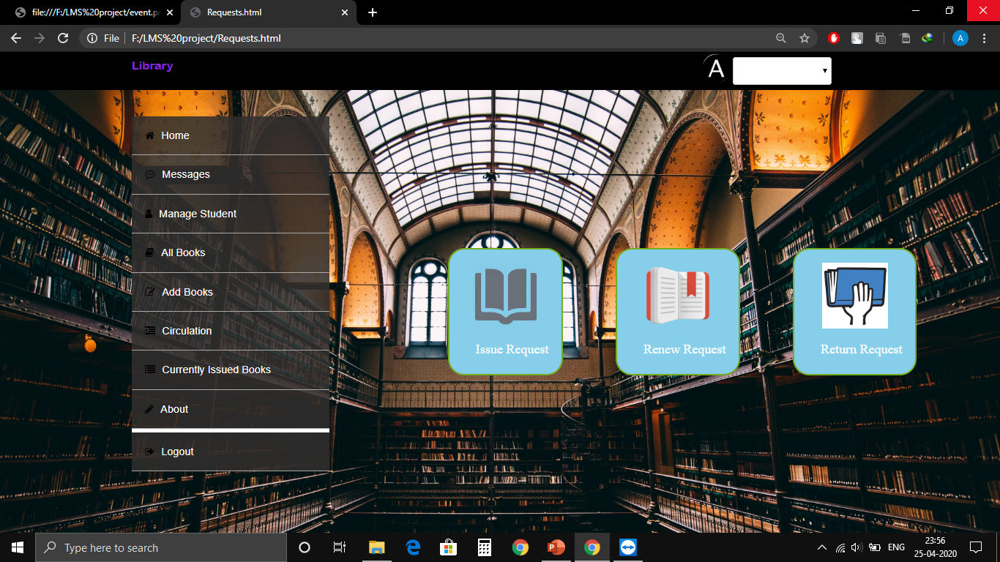 file:///F:/LMS%20project/event.pr
Requests.html
File
F:/LMS%20project/Requests.html
A
Library
A
Home
Messages
Manage Student
All Books
Add Books
Circulation
Currently Issued Books
About
Logout
Issue Request
Renew Request
Return Request
Type here to search
ENG
23:56
25-04-2020